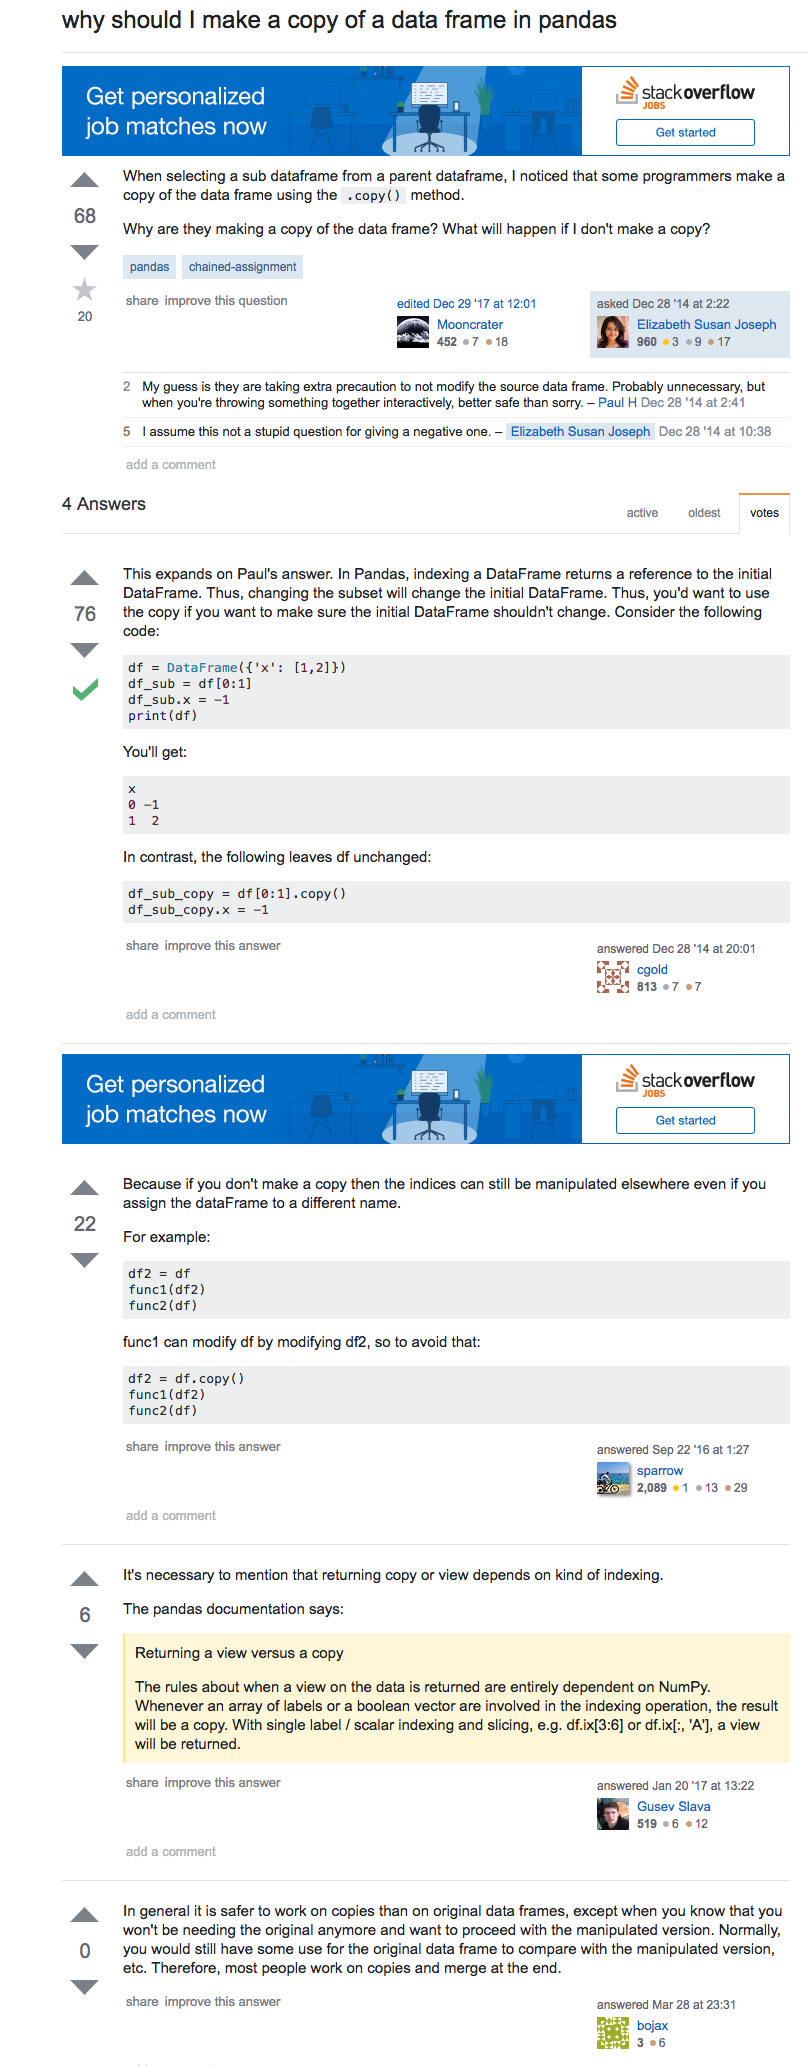 why should I make a copy of a data frame in pandas
Get personalized
job matches now
stackoverflow
JOBS
Get started
When selecting a sub dataframe from a parent dataframe, I noticed that some programmers make a
copy of the data frame using the .copy() method.
68
Why are they making a copy of the data frame? What will happen if I don't make a copy?
pandas chained-assignment
20
share improve this question
edited Dec 29 '17 at 12:01
Mooncrater
452 7 18
asked Dec 28 '14 at 2:22
Elizabeth Susan Joseph
960 3 9 17
2 My guess is they are taking extra precaution to not modify the source data frame. Probably unnecessary, but
when you're throwing something together interactively, better safe than sorry. – Paul H Dec 28 '14 at 2:41
5 I assume this not a stupid question for giving a negative one. – Elizabeth Susan Joseph Dec 28 '14 at 10:38
add a comment
4 Answers
active oldest votes
This expands on Paul's answer. In Pandas, indexing a DataFrame returns a reference to the initial
DataFrame. Thus, changing the subset will change the initial DataFrame. Thus, you'd want to use
76
the copy if you want to make sure the initial DataFrame shouldn't change. Consider the following
code:
df = DataFrame({'x': [1,2]})
df_sub = df[0:1]
df_sub.x = -1
print(df)
You'll get:
x
0 -1
1 2
In contrast, the following leaves df unchanged:
df_sub_copy = df[0:1].copy()
df_sub_copy.x = -1
share improve this answer
answered Dec 28 '14 at 20:01
cgold
813 7 7
add a comment
Get personalized
job matches now
stackoverflow
JOBS
Get started
Because if you don't make a copy then the indices can still be manipulated elsewhere even if you
assign the dataFrame to a different name.
22
For example:
df2 = df
func1(df2)
func2(df)
func1 can modify df by modifying df2, so to avoid that:
df2 = df.copy()
func1(df2)
func2(df)
share improve this answer
answered Sep 22 '16 at 1:27
sparrow
2,089 1 13 29
add a comment
It's necessary to mention that returning copy or view depends on kind of indexing.
6
The pandas documentation says:
Returning a view versus a copy
The rules about when a view on the data is returned are entirely dependent on NumPy.
Whenever an array of labels or a boolean vector are involved in the indexing operation, the result
will be a copy. With single label / scalar indexing and slicing, e.g. df.ix[3:6] or df.ix[:, 'A'], a view
will be returned.
share improve this answer
answered Jan 20 '17 at 13:22
Gusev Slava
519 6 12
add a comment
In general it is safer to work on copies than on original data frames, except when you know that you
won't be needing the original anymore and want to proceed with the manipulated version. Normally,
0
you would still have some use for the original data frame to compare with the manipulated version,
etc. Therefore, most people work on copies and merge at the end.
share improve this answer
answered Mar 28 at 23:31
bojax
3 6